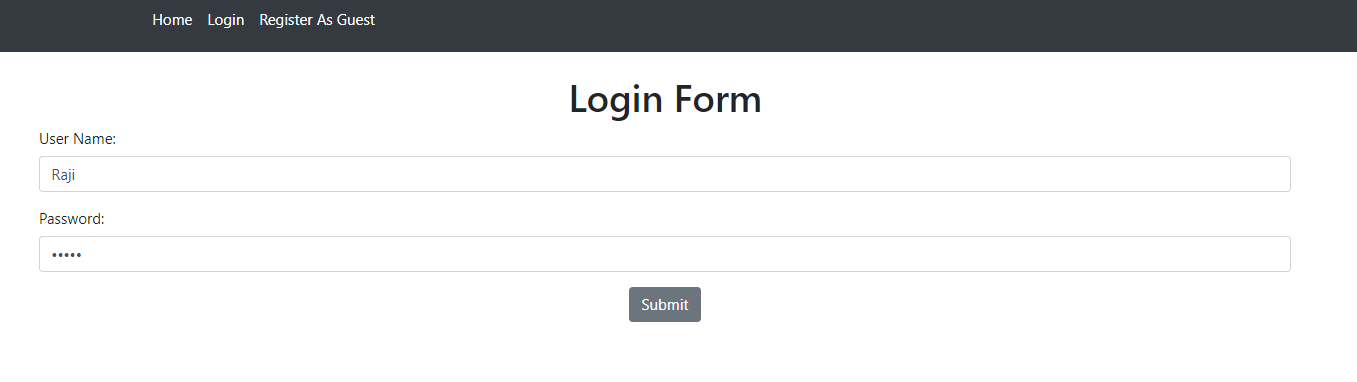 Home Login Register As Guest
Login Form
User Name:
Raji
Password:
•••••
Submit